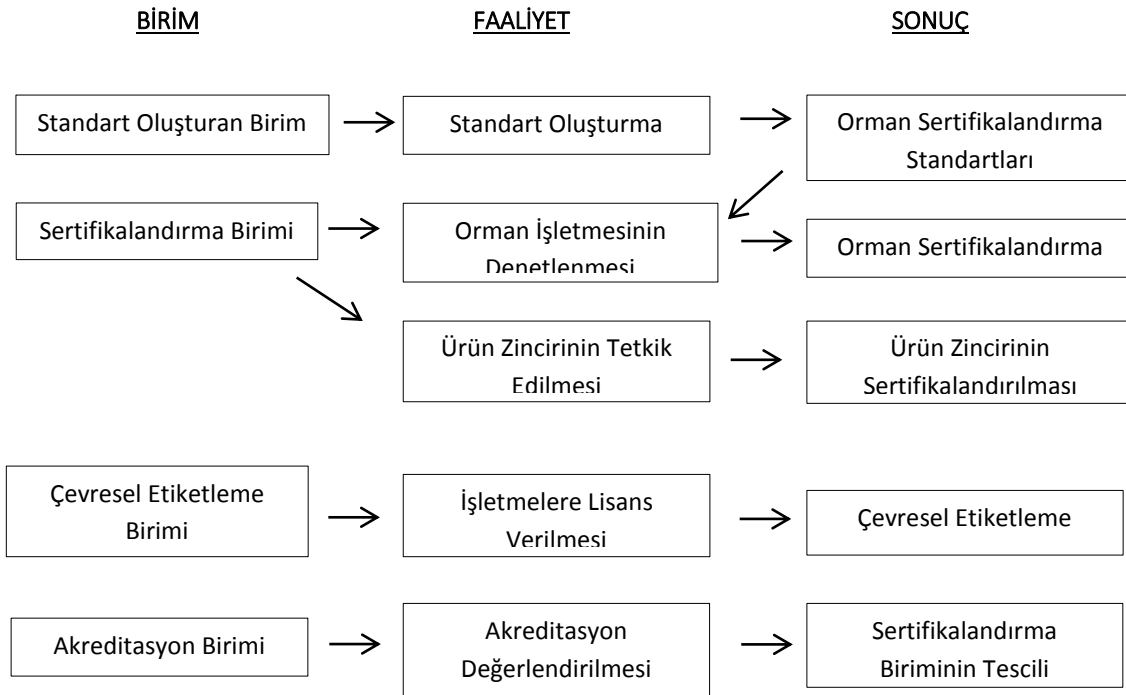 BİRİM
FAALİYET
SONUÇ
Standart Oluşturan Birim
Standart Oluşturma
Orman Sertifikalandırma
Standartları
Sertifikalandırma Birimi
Orman İşletmesinin
Denetlenmesi
Orman Sertifikalandırma
Ürün Zincirinin Tetkik
Edilmesi
Ürün Zincirinin
Sertifikalandırılması
Çevresel Etiketleme
Birimi
İşletmelere Lisans
Verilmesi
Çevresel Etiketleme
Akreditasyon Birimi
Akreditasyon
Değerlendirilmesi
Sertifikalandırma
Biriminin Tescili